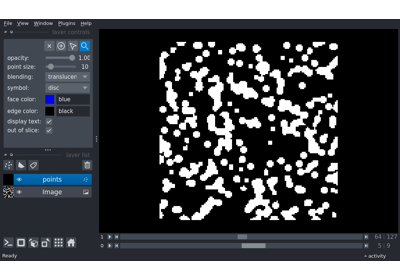 File View Window Plugins Help
layer controls
opacity: 1.00
point size: 10
blending: translucen
symbol: disc
face color: blue
edge color: black
display text:
out of slice:
layer list
points
Image
1 64 127
0 5 9
Ready activity